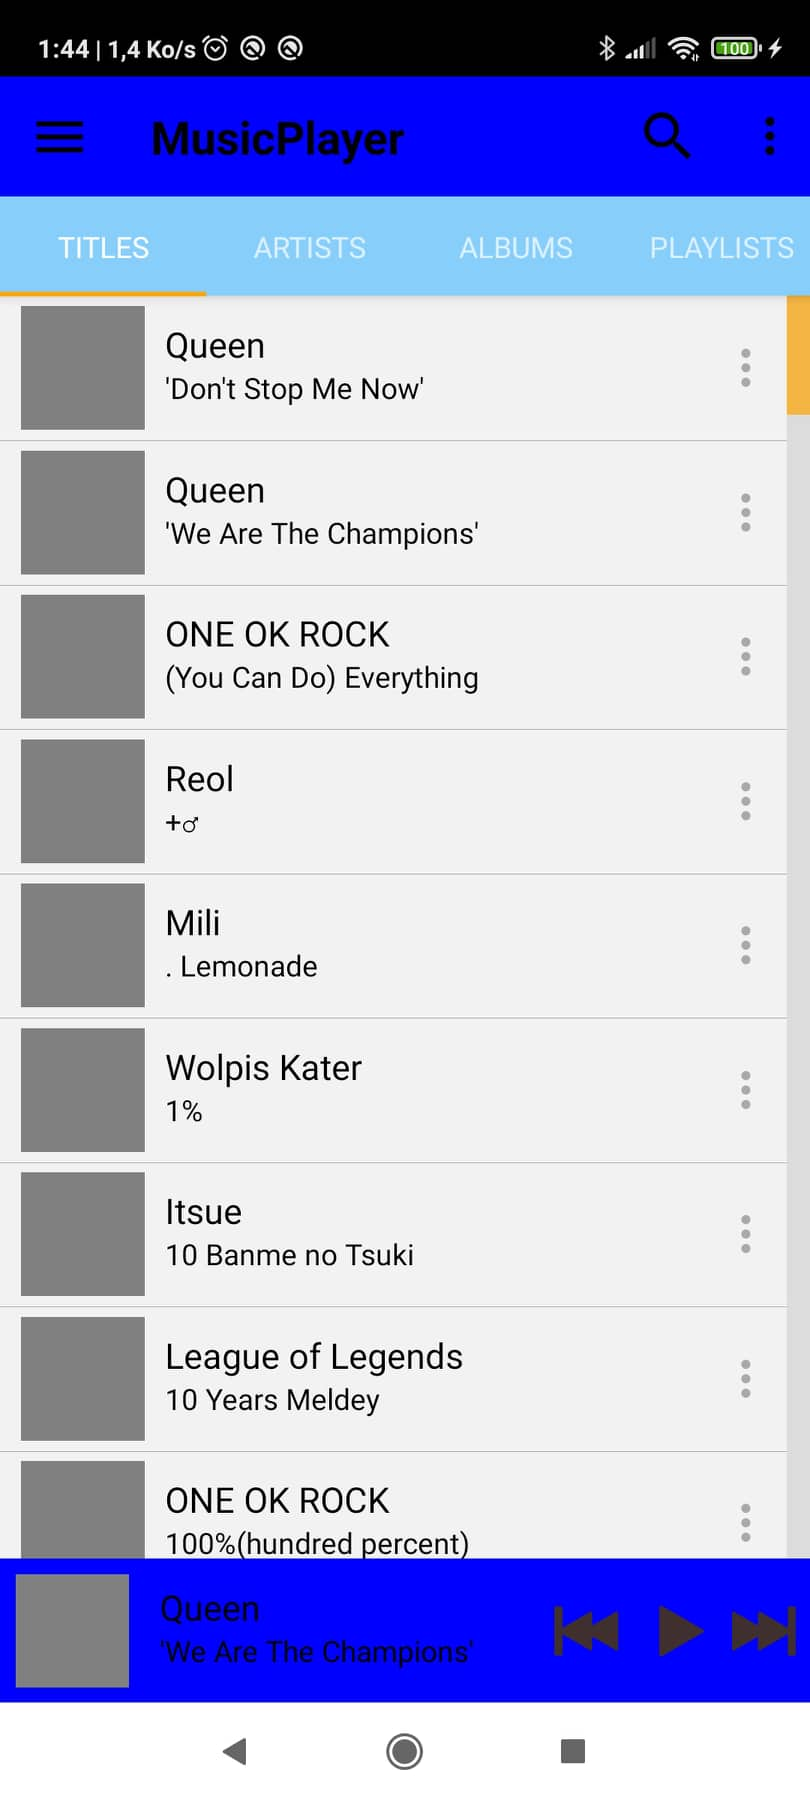 1:44 | 1,4 Ko/s
100
MusicPlayer
TITLES ARTISTS ALBUMS PLAYLISTS
Queen
'Don't Stop Me Now'
Queen
'We Are The Champions'
ONE OK ROCK
(You Can Do) Everything
Reol
+♂
Mili
. Lemonade
Wolpis Kater
1%
Itsue
10 Banme no Tsuki
League of Legends
10 Years Meldey
ONE OK ROCK
100%(hundred percent)
Queen
'We Are The Champions'